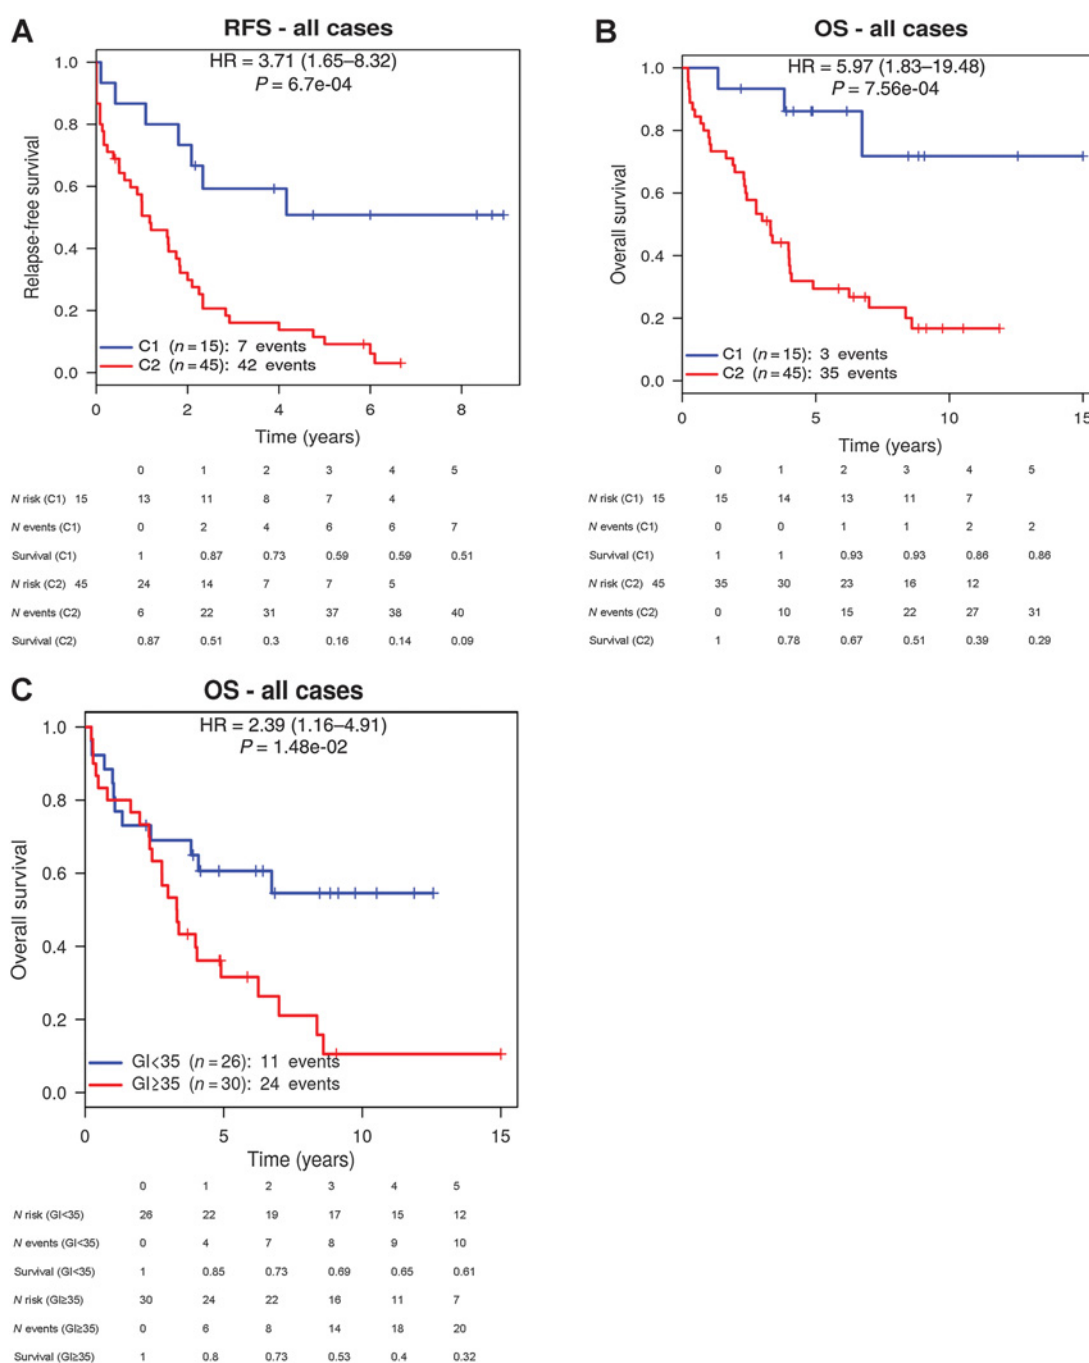 A
RFS - all cases
HR = 3.71 (1.65–8.32)
P = 6.7e-04
Relapse-free survival
1.0
0.8
0.6
0.4
0.2
0.0
C1 (n = 15): 7 events
C2 (n = 45): 42 events
0 2 4 6 8
Time (years)
0 1 2 3 4 5
N risk (C1) 15 13 11 8 7 4
N events (C1) 0 2 4 6 6 7
Survival (C1) 1 0.87 0.73 0.59 0.59 0.51
N risk (C2) 45 24 14 7 7 5
N events (C2) 6 22 31 37 38 40
Survival (C2) 0.87 0.51 0.3 0.16 0.14 0.09
B
OS - all cases
HR = 5.97 (1.83–19.48)
P = 7.56e-04
Overall survival
1.0
0.8
0.6
0.4
0.2
0.0
C1 (n = 15): 3 events
C2 (n = 45): 35 events
0 5 10 15
Time (years)
0 1 2 3 4 5
N risk (C1) 15 15 14 13 11 7
N events (C1) 0 0 1 1 2 2
Survival (C1) 1 1 0.93 0.93 0.86 0.86
N risk (C2) 45 35 30 23 16 12
N events (C2) 0 10 15 22 27 31
Survival (C2) 1 0.78 0.67 0.51 0.39 0.29
C
OS - all cases
HR = 2.39 (1.16–4.91)
P = 1.48e-02
Overall survival
1.0
0.8
0.6
0.4
0.2
0.0
GI<35 (n = 26): 11 events
GI≥35 (n = 30): 24 events
0 5 10 15
Time (years)
0 1 2 3 4 5
N risk (GI<35) 26 22 19 17 15 12
N events (GI<35) 0 4 7 8 9 10
Survival (GI<35) 1 0.85 0.73 0.69 0.65 0.61
N risk (GI≥35) 30 24 22 16 11 7
N events (GI≥35) 0 6 8 14 18 20
Survival (GI≥35) 1 0.8 0.73 0.53 0.4 0.32